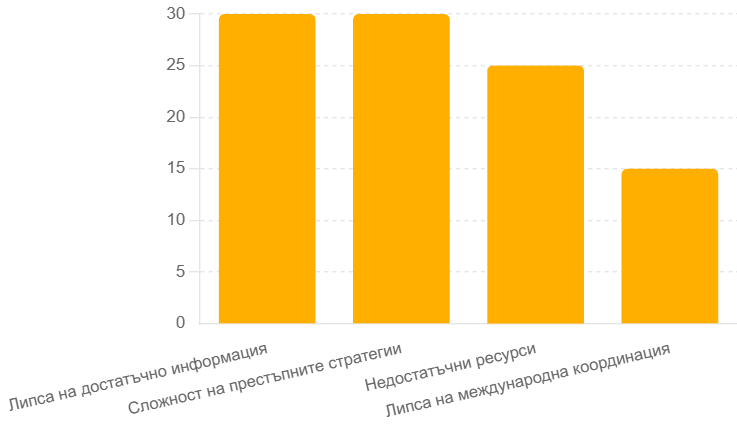 30
25
20
15
10
5
0
Липса на достатъчно информация
Сложност на престъпните стратегии
Недостатъчни ресурси
Липса на международна координация